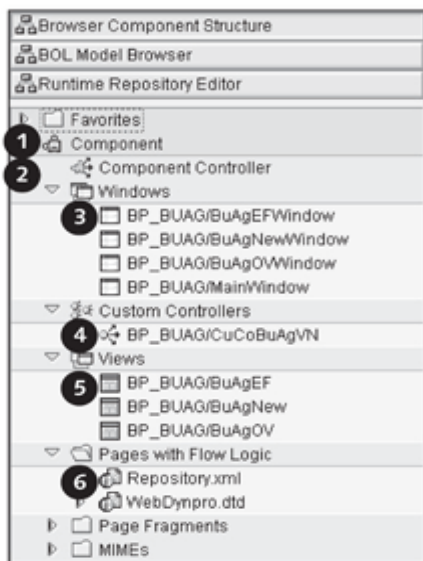 Browser Component Structure
BOL Model Browser
Runtime Repository Editor
Favorites
1 Component
2 Component Controller
Windows
3 BP_BUAG/BuAgEFWindow
BP_BUAG/BuAgNewWindow
BP_BUAG/BuAgOVWindow
BP_BUAG/MainWindow
Custom Controllers
4 BP_BUAG/CuCoBuAgVN
Views
5 BP_BUAG/BuAgEF
BP_BUAG/BuAgNew
BP_BUAG/BuAgOV
Pages with Flow Logic
6 Repository.xml
WebDynpro.dtd
Page Fragments
MIMEs